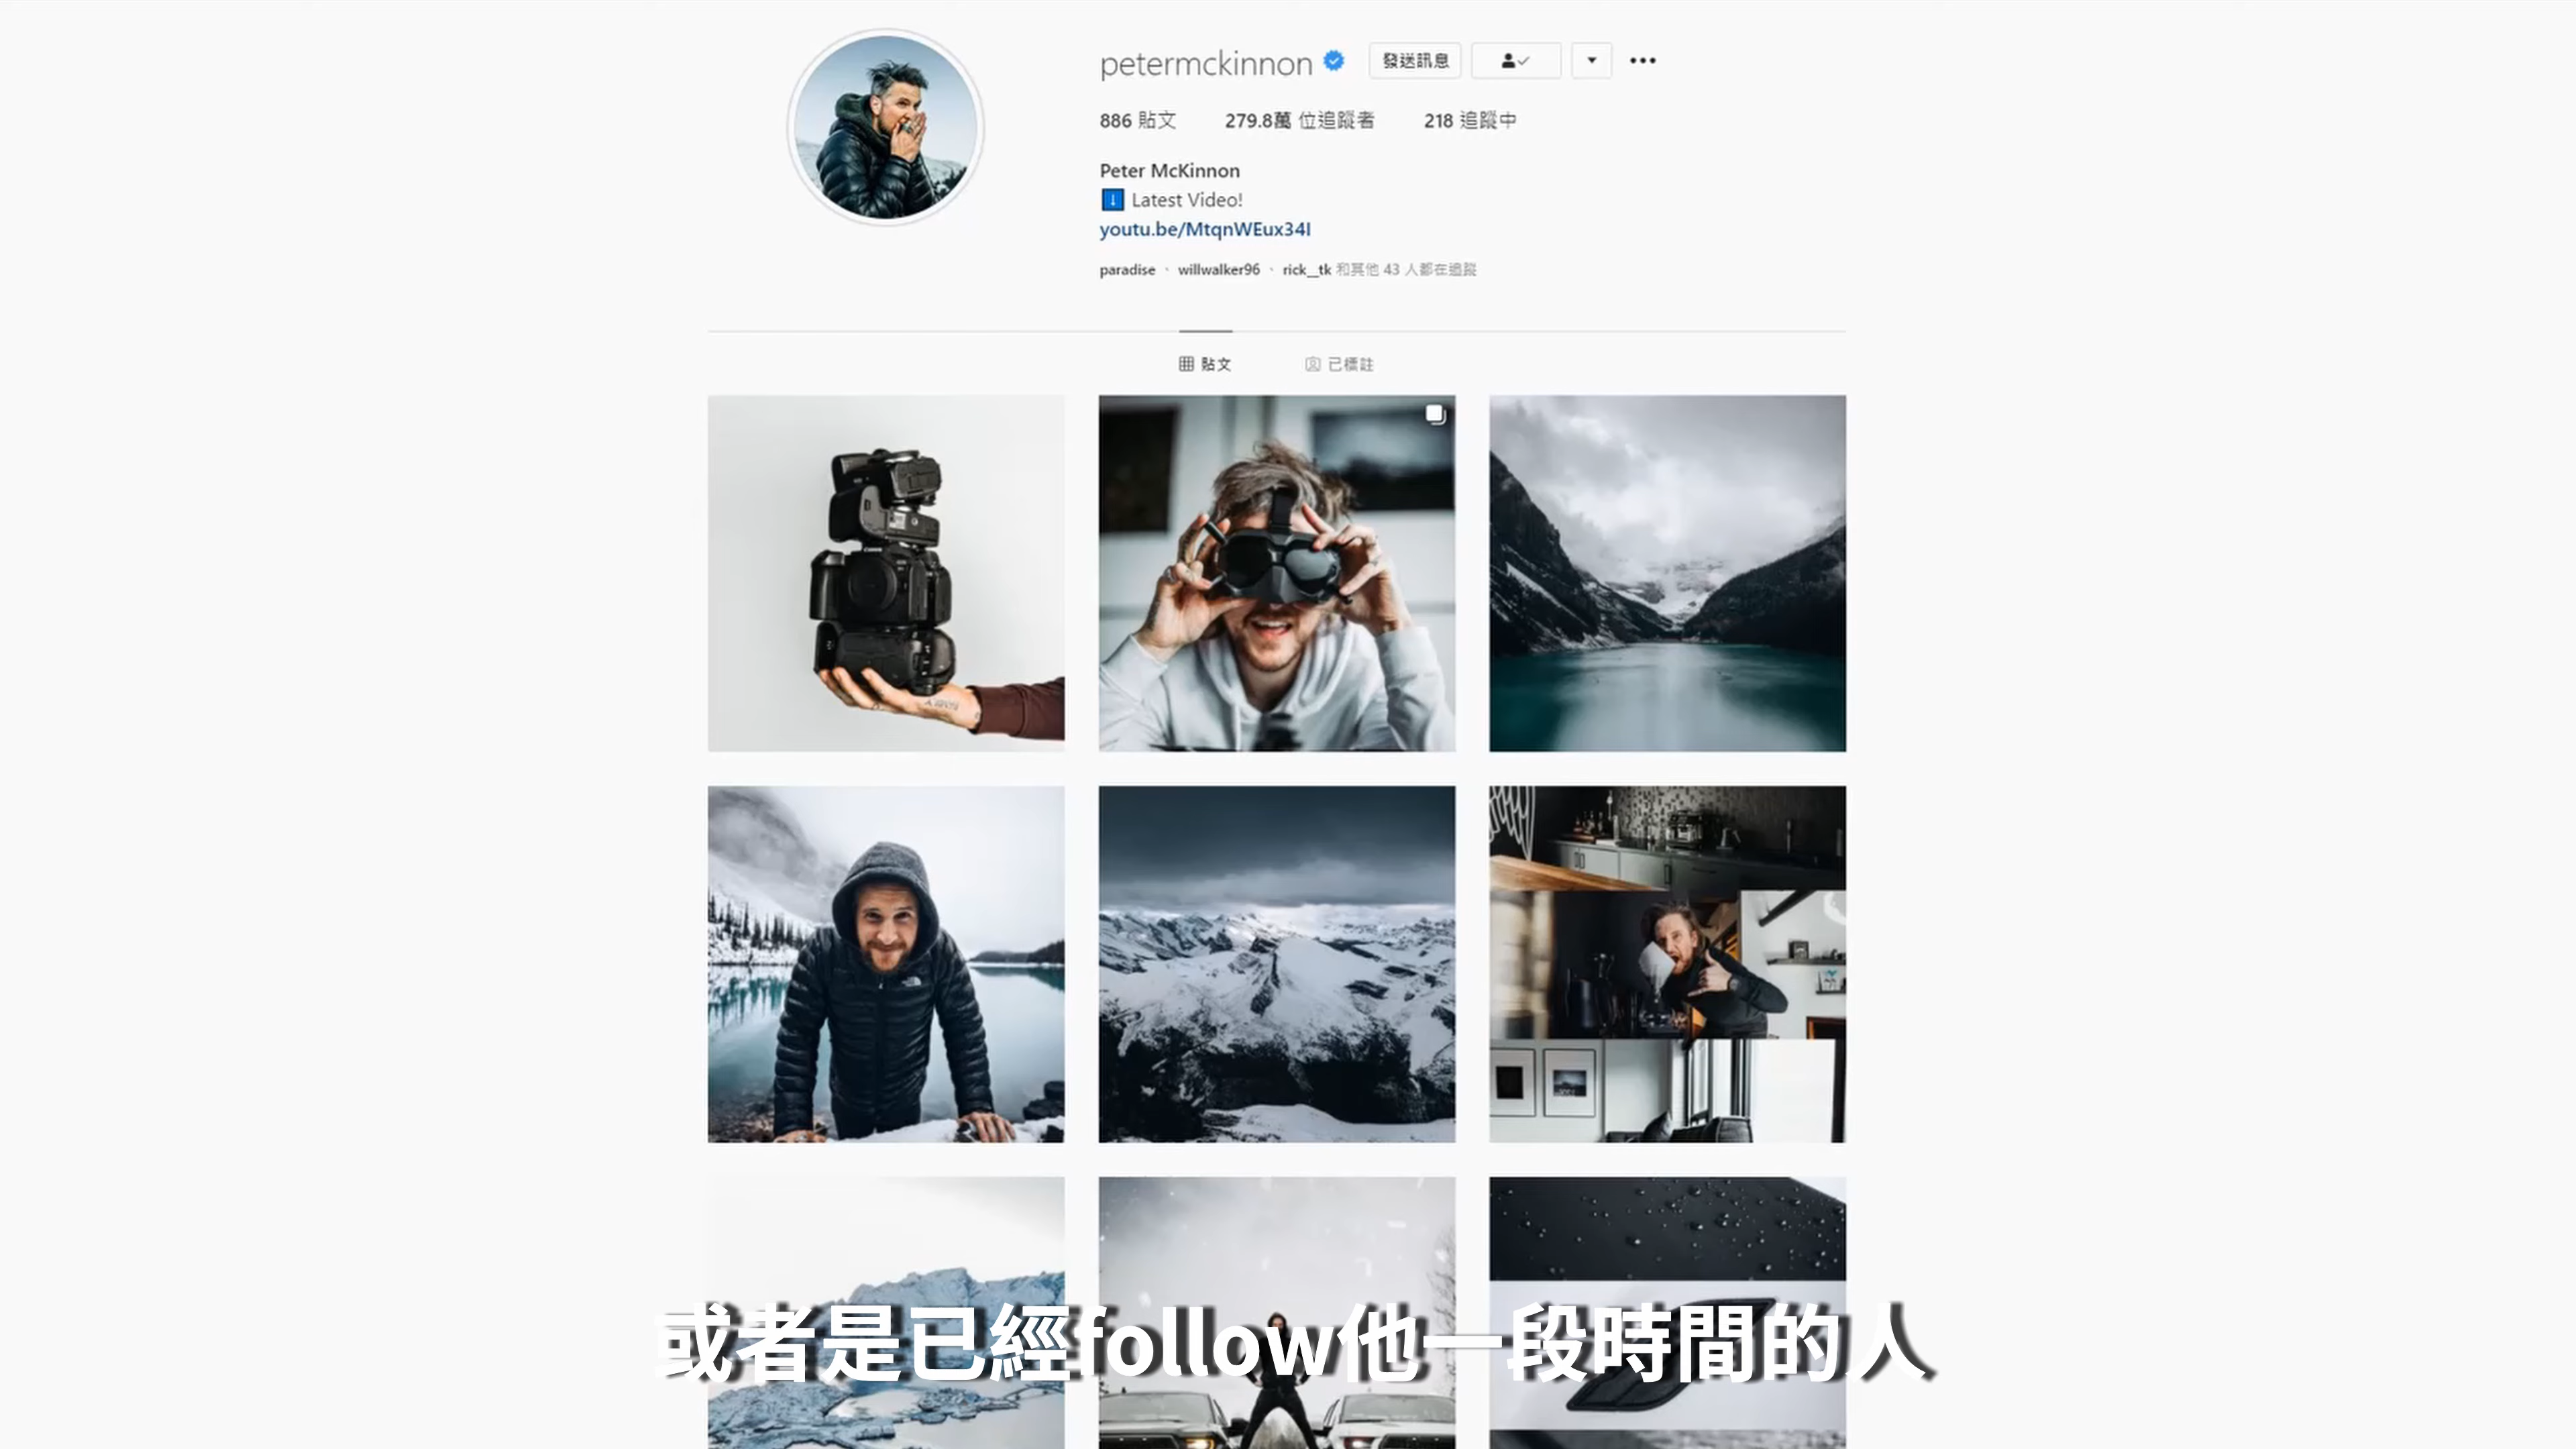 petermckinnon 發送訊息
886 貼文 279.8萬 位追蹤者 218 追蹤中
Peter McKinnon
Latest Video!
youtu.be/MtqnWEux34I
paradise、willwalker96、rick__tk 和其他 43 人都在追蹤
貼文 已標註
或者是已經follow他一段時間的人